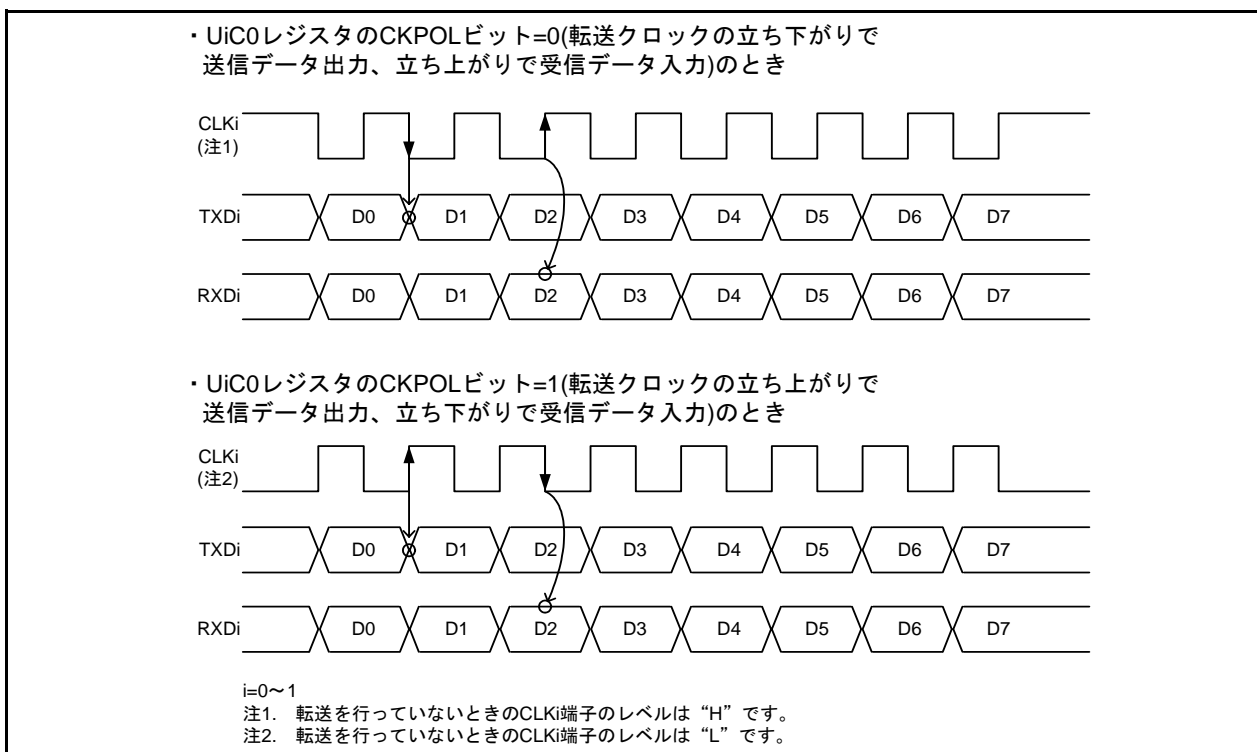 ・UiC0レジスタのCKPOLビット=0(転送クロックの立ち下がりで
送信データ出力、立ち上がりで受信データ入力)のとき
CLKi
(注1)
TXDi D0 D1 D2 D3 D4 D5 D6 D7
RXDi D0 D1 D2 D3 D4 D5 D6 D7
・UiC0レジスタのCKPOLビット=1(転送クロックの立ち上がりで
送信データ出力、立ち下がりで受信データ入力)のとき
CLKi
(注2)
TXDi D0 D1 D2 D3 D4 D5 D6 D7
RXDi D0 D1 D2 D3 D4 D5 D6 D7
i=0～1
注1. 転送を行っていないときのCLKi端子のレベルは“H”です。
注2. 転送を行っていないときのCLKi端子のレベルは“L”です。